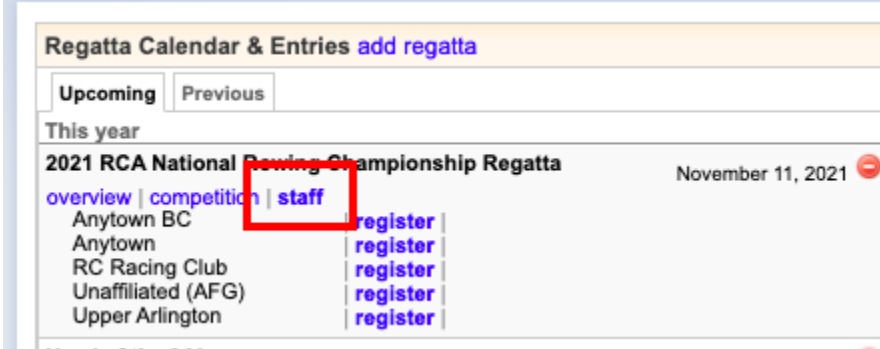 Regatta Calendar & Entries add regatta
Upcoming Previous
This year
2021 RCA National Rowing Championship Regatta November 11, 2021
overview | competition | staff
Anytown BC | register |
Anytown | register |
RC Racing Club | register |
Unaffiliated (AFG) | register |
Upper Arlington | register |